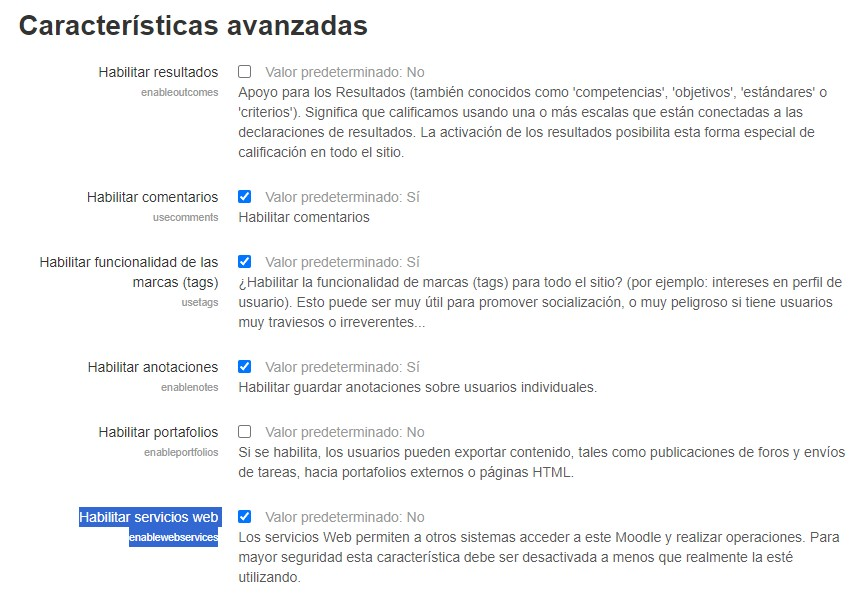 Características avanzadas
Habilitar resultados Valor predeterminado: No
enableoutcomes Apoyo para los Resultados (también conocidos como 'competencias', 'objetivos', 'estándares' o
'criterios'). Significa que calificamos usando una o más escalas que están conectadas a las
declaraciones de resultados. La activación de los resultados posibilita esta forma especial de
calificación en todo el sitio.
Habilitar comentarios Valor predeterminado: Sí
usecomments Habilitar comentarios
Habilitar funcionalidad de las Valor predeterminado: Sí
marcas (tags) ¿Habilitar la funcionalidad de marcas (tags) para todo el sitio? (por ejemplo: intereses en perfil de
usetags usuario). Esto puede ser muy útil para promover socialización, o muy peligroso si tiene usuarios
muy traviesos o irreverentes...
Habilitar anotaciones Valor predeterminado: Sí
enablenotes Habilitar guardar anotaciones sobre usuarios individuales.
Habilitar portafolios Valor predeterminado: No
enableportfolios Si se habilita, los usuarios pueden exportar contenido, tales como publicaciones de foros y envíos
de tareas, hacia portafolios externos o páginas HTML.
Habilitar servicios web Valor predeterminado: No
enablewebservices Los servicios Web permiten a otros sistemas acceder a este Moodle y realizar operaciones. Para
mayor seguridad esta característica debe ser desactivada a menos que realmente la esté
utilizando.